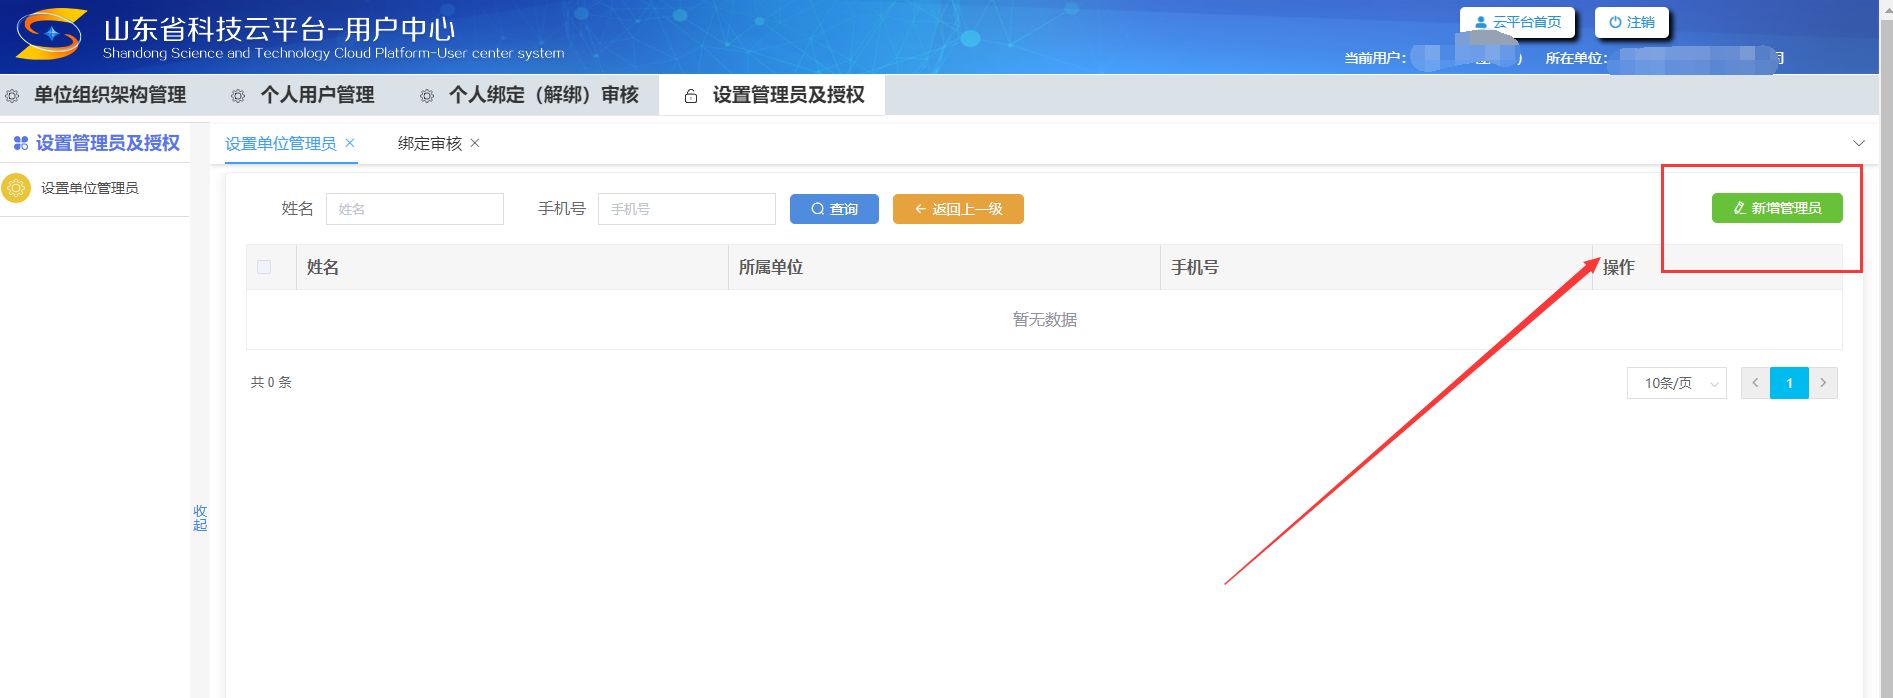 山东省科技云平台-用户中心
Shandong Science and Technology Cloud Platform-User center system
云平台首页
注销
当前用户：
所在单位：
单位组织架构管理
个人用户管理
个人绑定（解绑）审核
设置管理员及授权
设置管理员及授权
设置单位管理员
收起
设置单位管理员
绑定审核
姓名 姓名
手机号 手机号
查询
返回上一级
新增管理员
姓名 所属单位 手机号 操作
暂无数据
共 0 条
10条/页
1